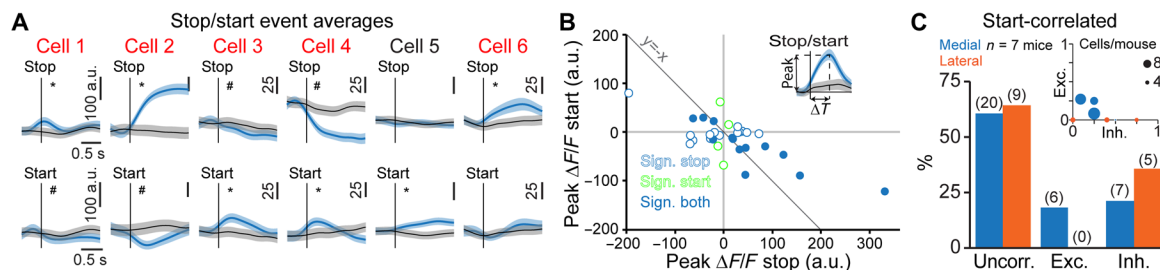 A
Stop/start event averages
Cell 1
Cell 2
Cell 3
Cell 4
Cell 5
Cell 6
Stop
*
100 a.u.
Stop
*
Stop
#
25
Stop
#
25
Stop
Stop
*
25
0.5 s
Start
#
100 a.u.
Start
#
Start
*
25
Start
*
25
Start
*
Start
25
0.5 s
B
Peak ΔF/F start (a.u.)
200
100
0
−100
−200
y=-x
Stop/start
Peak
ΔT
Sign. stop
Sign. start
Sign. both
−200
−100
0
100
200
300
Peak ΔF/F stop (a.u.)
C
Start-correlated
Medial n = 7 mice
Lateral
Cells/mouse
8
4
1
Exc.
0
0
Inh.
1
%
75
50
25
0
(20)
(9)
(6)
(0)
(7)
(5)
Uncorr.
Exc.
Inh.